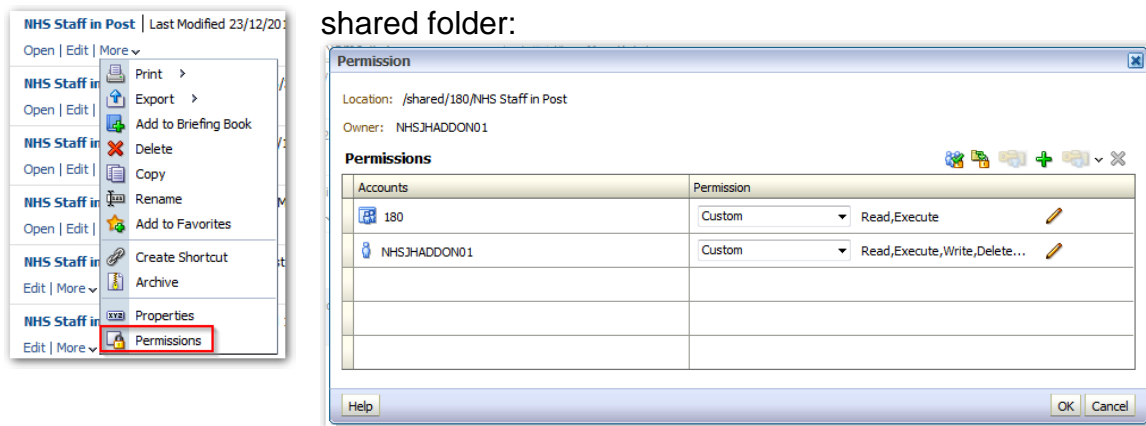 NHS Staff in Post | Last Modified 23/12/201
Open | Edit | More
NHS Staff in
Open | Edit |
NHS Staff in
Open | Edit |
NHS Staff in
Open | Edit |
NHS Staff in
Edit | More
NHS Staff in
Edit | More
Print >
Export >
Add to Briefing Book
Delete
Copy
Rename
Add to Favorites
Create Shortcut
Archive
XYZ Properties
Permissions
shared folder:
Permission
Location: /shared/180/NHS Staff in Post
Owner: NHSJHADDON01
Permissions
Accounts Permission
180 Custom Read,Execute
NHSJHADDON01 Custom Read,Execute,Write,Delete...
Help OK Cancel